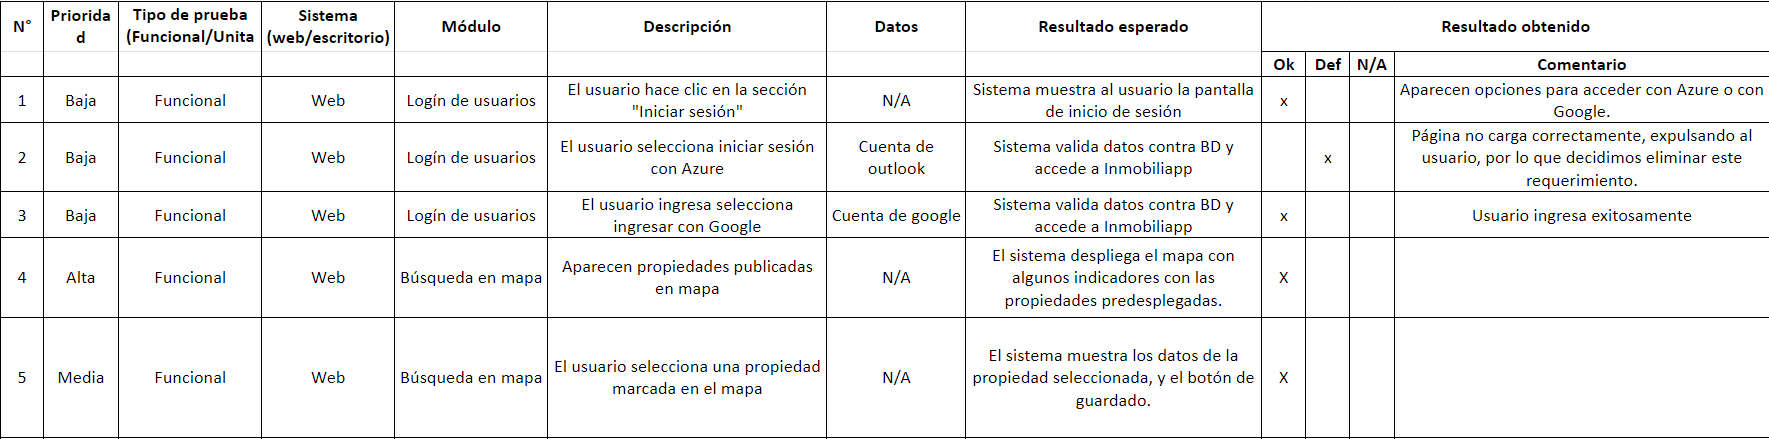 N°
Priorida
d
Tipo de prueba
(Funcional/Unita
Sistema
(web/escritorio)
Módulo
Descripción
Datos
Resultado esperado
Resultado obtenido
Ok
Def
N/A
Comentario
1
Baja
Funcional
Web
Logín de usuarios
El usuario hace clic en la sección
"Iniciar sesión"
N/A
Sistema muestra al usuario la pantalla
de inicio de sesión
x
Aparecen opciones para acceder con Azure o con
Google.
2
Baja
Funcional
Web
Logín de usuarios
El usuario selecciona iniciar sesión
con Azure
Cuenta de
outlook
Sistema valida datos contra BD y
accede a Inmobiliapp
x
Página no carga correctamente, expulsando al
usuario, por lo que decidimos eliminar este
requerimiento.
3
Baja
Funcional
Web
Logín de usuarios
El usuario ingresa selecciona
ingresar con Google
Cuenta de google
Sistema valida datos contra BD y
accede a Inmobiliapp
x
Usuario ingresa exitosamente
4
Alta
Funcional
Web
Búsqueda en mapa
Aparecen propiedades publicadas
en mapa
N/A
El sistema despliega el mapa con
algunos indicadores con las
propiedades predesplegadas.
X
5
Media
Funcional
Web
Búsqueda en mapa
El usuario selecciona una propiedad
marcada en el mapa
N/A
El sistema muestra los datos de la
propiedad seleccionada, y el botón de
guardado.
X